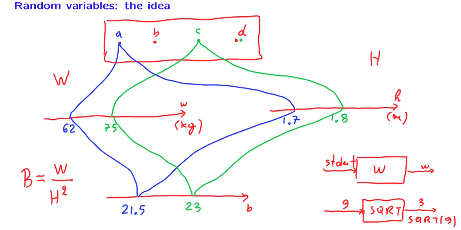 Random variables: the idea
a b c d
W H
w h
62 75 (kg) 1.7 1.8 (m)
B = W / H²
21.5 23 b
W w
9 SQRT 3
SQRT(9)